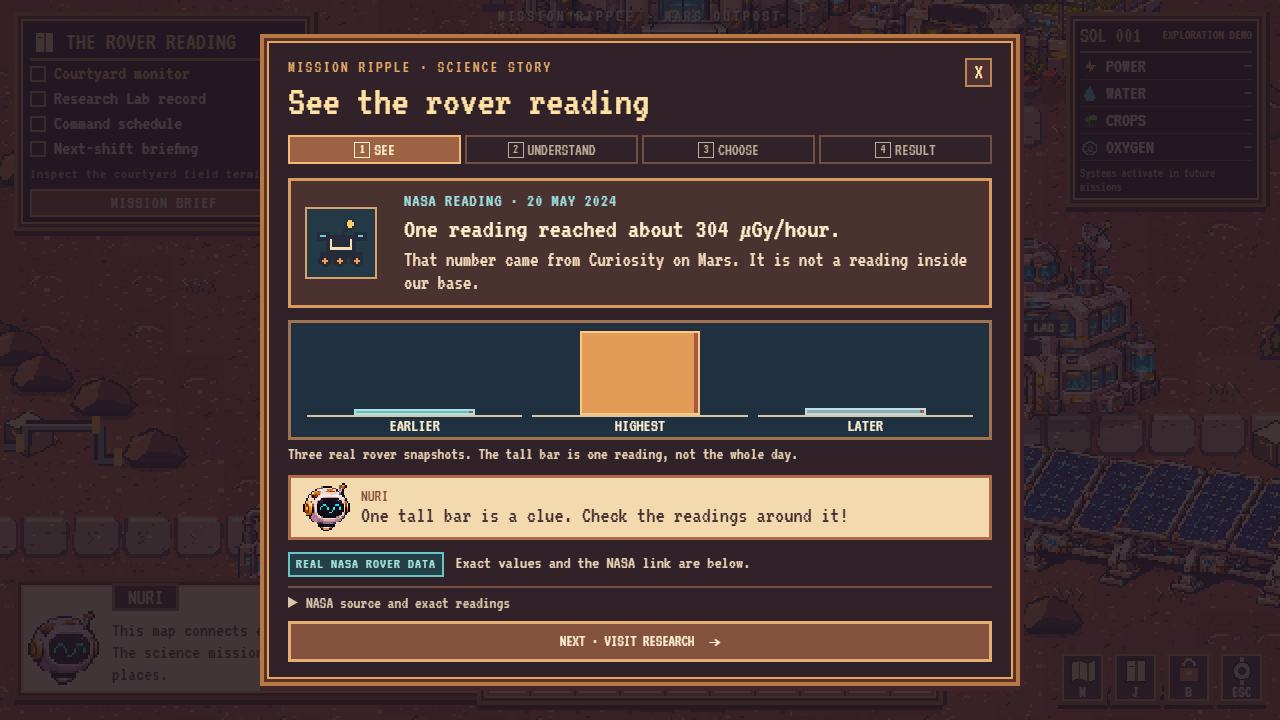 MISSION RIPPLE · MARS OUTPOST
THE ROVER READING
Courtyard monitor
Research Lab record
Command schedule
Next-shift briefing
Inspect the courtyard field
MISSION BRIEF
SOL 001 EXPLORATION DEMO
POWER —
WATER —
CROPS —
OXYGEN —
Systems activate in future
missions
MISSION RIPPLE · SCIENCE STORY
X
See the rover reading
1 SEE
2 UNDERSTAND
3 CHOOSE
4 RESULT
NASA READING · 20 MAY 2024
One reading reached about 304 μGy/hour.
That number came from Curiosity on Mars. It is not a reading inside
our base.
EARLIER
HIGHEST
LATER
Three real rover snapshots. The tall bar is one reading, not the whole day.
NURI
One tall bar is a clue. Check the readings around it!
REAL NASA ROVER DATA
Exact values and the NASA link are below.
▶ NASA source and exact readings
NEXT · VISIT RESEARCH →
LAB
NURI
This map connects
The science mission
places.
M
J
B
ESC